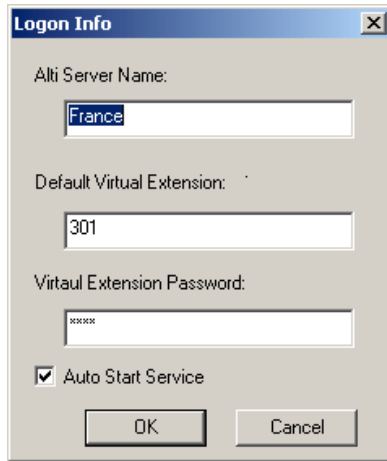 Logon Info
Alti Server Name:
France
Default Virtual Extension:
301
Virtaul Extension Password:
****
Auto Start Service
OK Cancel